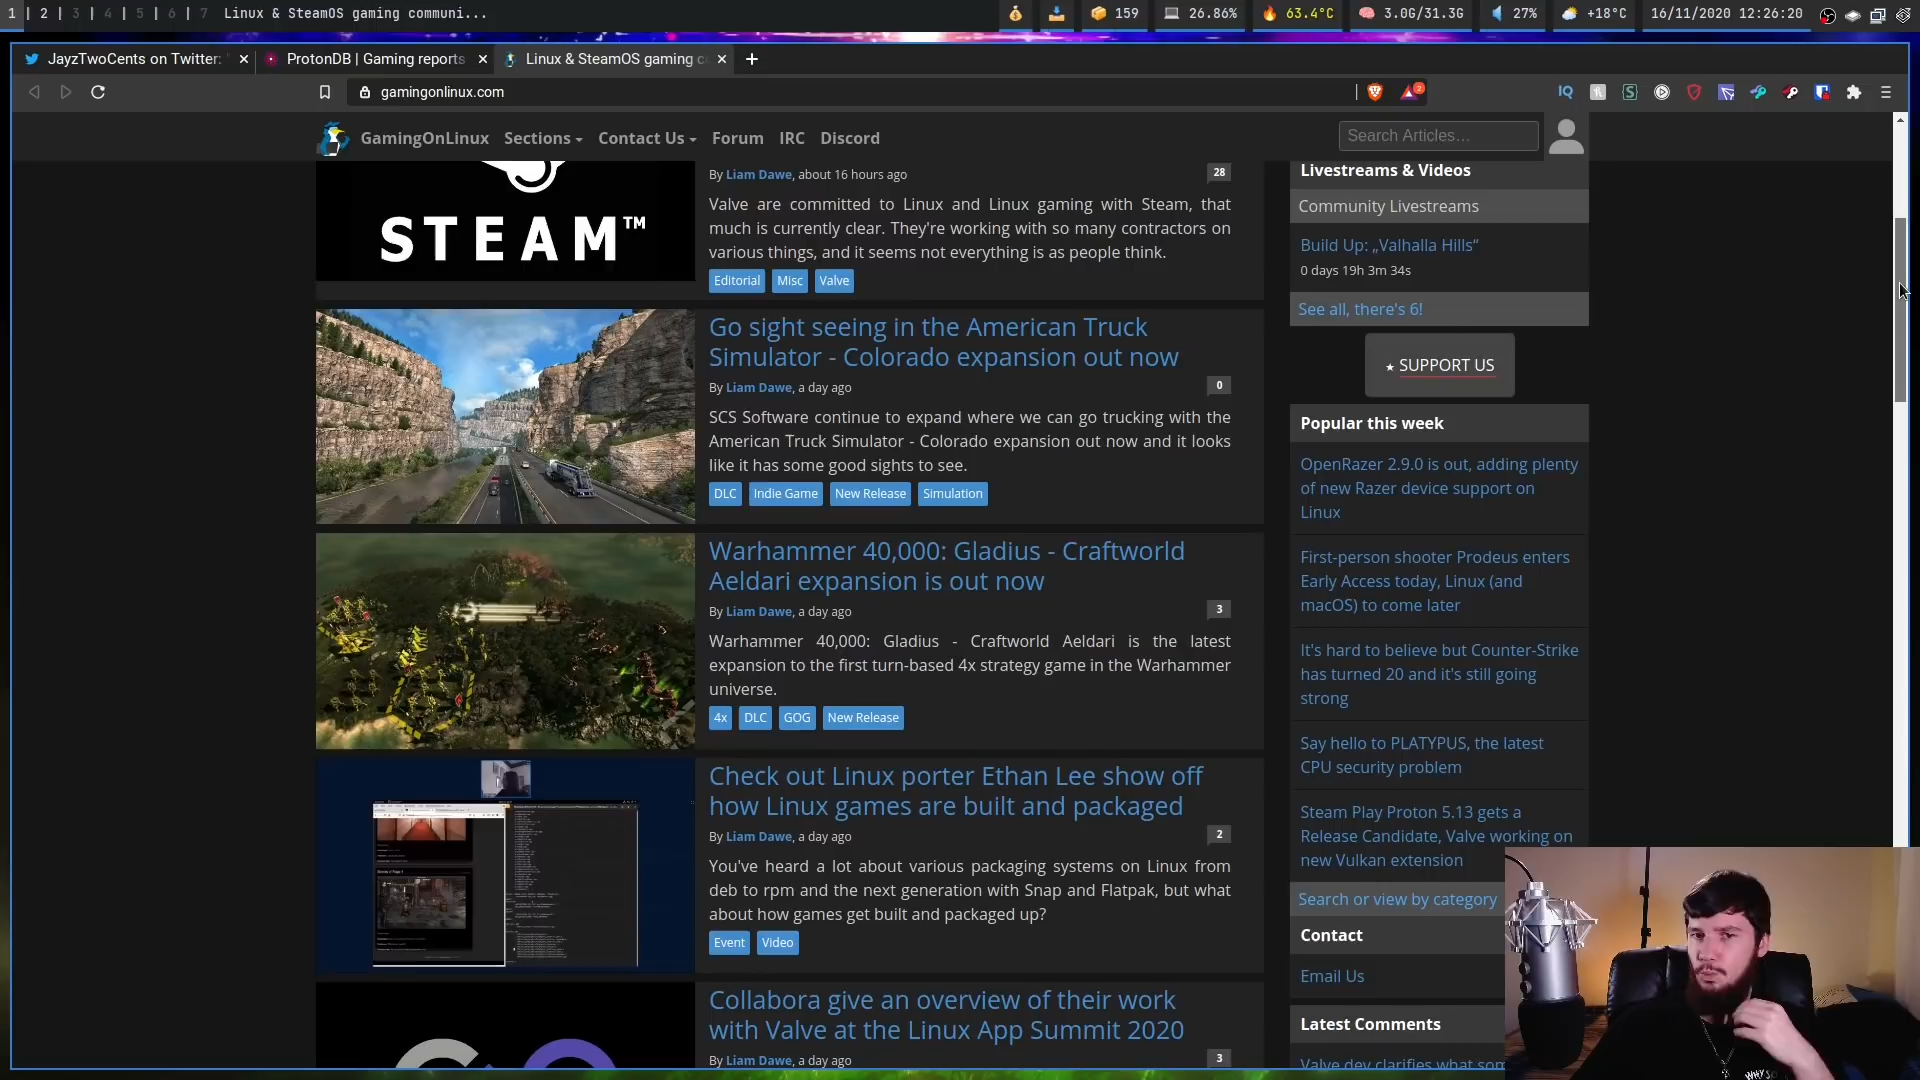 1 | 2 | 3 | 4 | 5 | 6 | 7 Linux & SteamOS gaming communi...
159 26.86% 63.4°C 3.0G/31.3G 27% +18°C 16/11/2020 12:26:20
JayzTwoCents on Twitter: "
ProtonDB | Gaming reports
Linux & SteamOS gaming c
gamingonlinux.com
2
IQ
GamingOnLinux Sections Contact Us Forum IRC Discord
Search Articles...
STEAM™
By Liam Dawe, about 16 hours ago
28
Valve are committed to Linux and Linux gaming with Steam, that
much is currently clear. They're working with so many contractors on
various things, and it seems not everything is as people think.
Editorial Misc Valve
Go sight seeing in the American Truck
Simulator - Colorado expansion out now
By Liam Dawe, a day ago
0
SCS Software continue to expand where we can go trucking with the
American Truck Simulator - Colorado expansion out now and it looks
like it has some good sights to see.
DLC Indie Game New Release Simulation
Warhammer 40,000: Gladius - Craftworld
Aeldari expansion is out now
By Liam Dawe, a day ago
3
Warhammer 40,000: Gladius - Craftworld Aeldari is the latest
expansion to the first turn-based 4x strategy game in the Warhammer
universe.
4x DLC GOG New Release
Check out Linux porter Ethan Lee show off
how Linux games are built and packaged
By Liam Dawe, a day ago
2
You've heard a lot about various packaging systems on Linux from
deb to rpm and the next generation with Snap and Flatpak, but what
about how games get built and packaged up?
Event Video
Collabora give an overview of their work
with Valve at the Linux App Summit 2020
By Liam Dawe, a day ago
3
Livestreams & Videos
Community Livestreams
Build Up: „Valhalla Hills“
0 days 19h 3m 34s
See all, there's 6!
SUPPORT US
Popular this week
OpenRazer 2.9.0 is out, adding plenty
of new Razer device support on
Linux
First-person shooter Prodeus enters
Early Access today, Linux (and
macOS) to come later
It's hard to believe but Counter-Strike
has turned 20 and it's still going
strong
Say hello to PLATYPUS, the latest
CPU security problem
Steam Play Proton 5.13 gets a
Release Candidate, Valve working on
new Vulkan extension
Search or view by category
Contact
Email Us
Latest Comments
Valve dev clarifies what som